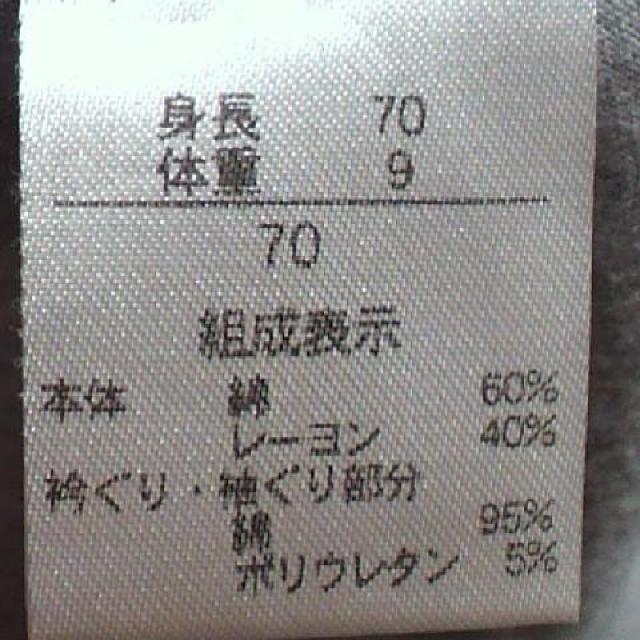 身長 70
体重 9
70
組成表示
本体 綿 60%
レーヨン 40%
衿ぐり・袖ぐり部分
綿 95%
ポリウレタン 5%